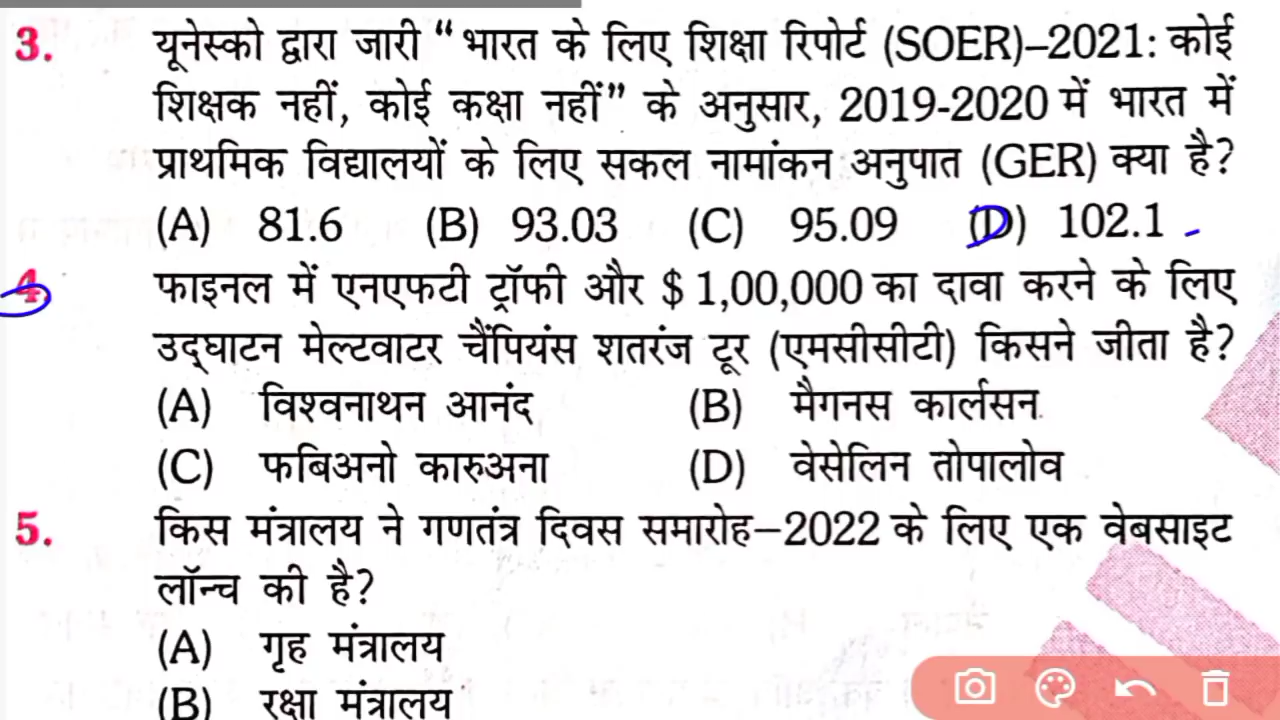 3. यूनेस्को द्वारा जारी “ भारत के लिए शिक्षा रिपोर्ट (SOER)–2021: कोई
शिक्षक नहीं, कोई कक्षा नहीं” के अनुसार, 2019-2020 में भारत में
प्राथमिक विद्यालयों के लिए सकल नामांकन अनुपात (GER) क्या है?
(A) 81.6 (B) 93.03 (C) 95.09 (D) 102.1
4. फाइनल में एनएफटी ट्रॉफी और $ 1,00,000 का दावा करने के लिए
उद्घाटन मेल्टवाटर चैंपियंस शतरंज टूर (एमसीसीटी) किसने जीता है?
(A) विश्वनाथन आनंद (B) मैगनस कार्लसन
(C) फबिअनो कारुअना (D) वेसेलिन तोपालोव
5. किस मंत्रालय ने गणतंत्र दिवस समारोह–2022 के लिए एक वेबसाइट
लॉन्च की है?
(A) गृह मंत्रालय
(B) रक्षा मंत्रालय